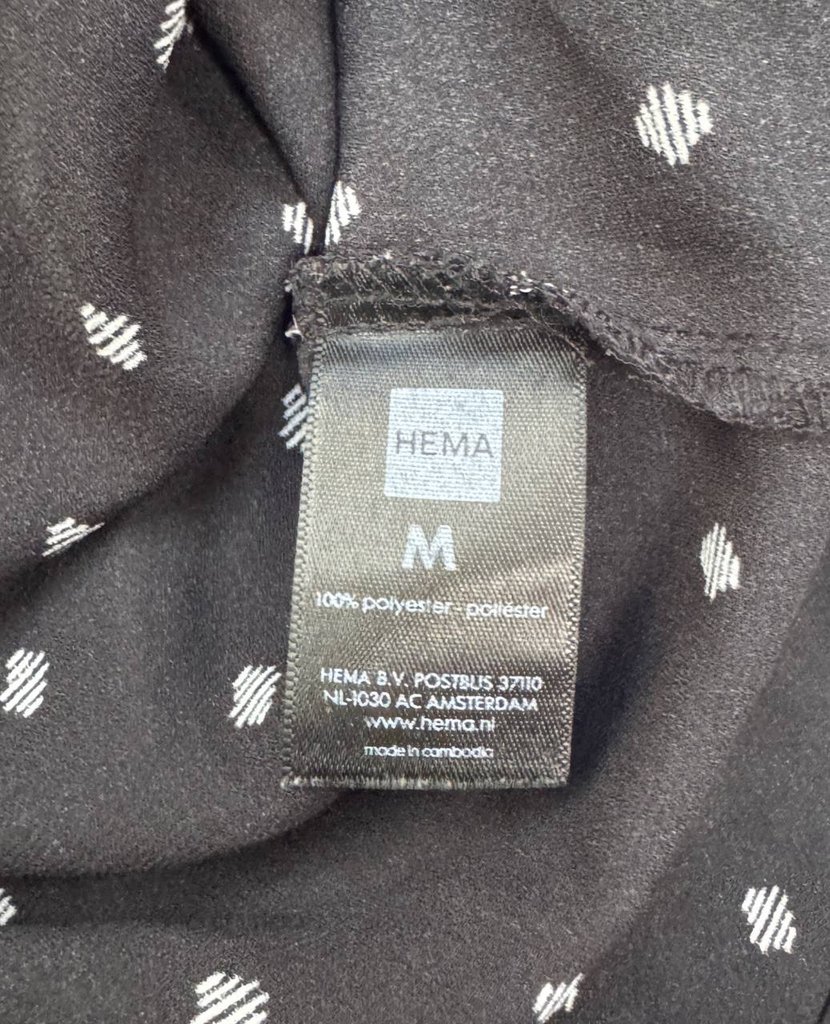 HEMA
M
100% polyester - poliéster
HEMA B.V. POSTBUS 37110
NL-1030 AC AMSTERDAM
www.hema.nl
made in cambodia